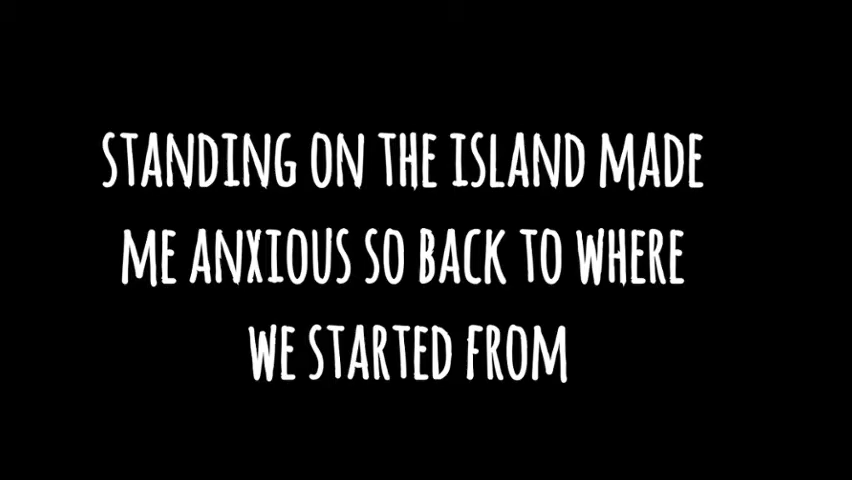 STANDING ON THE ISLAND MADE
ME ANXIOUS SO BACK TO WHERE
WE STARTED FROM